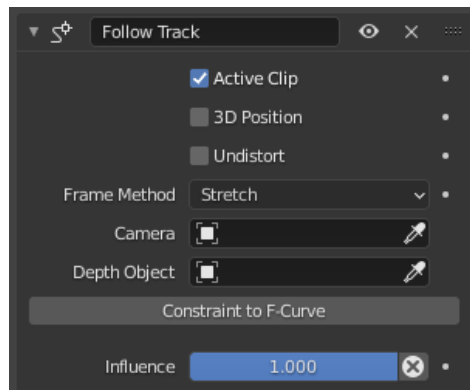 Follow Track
Active Clip
3D Position
Undistort
Frame Method Stretch
Camera
Depth Object
Constraint to F-Curve
Influence 1.000